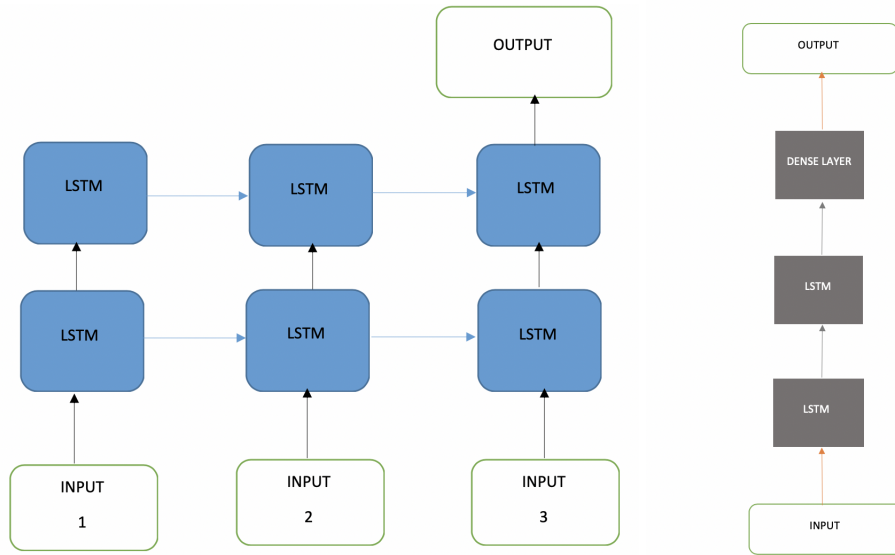 OUTPUT
LSTM
LSTM
LSTM
LSTM
LSTM
LSTM
INPUT
1
INPUT
2
INPUT
3
OUTPUT
DENSE LAYER
LSTM
LSTM
INPUT